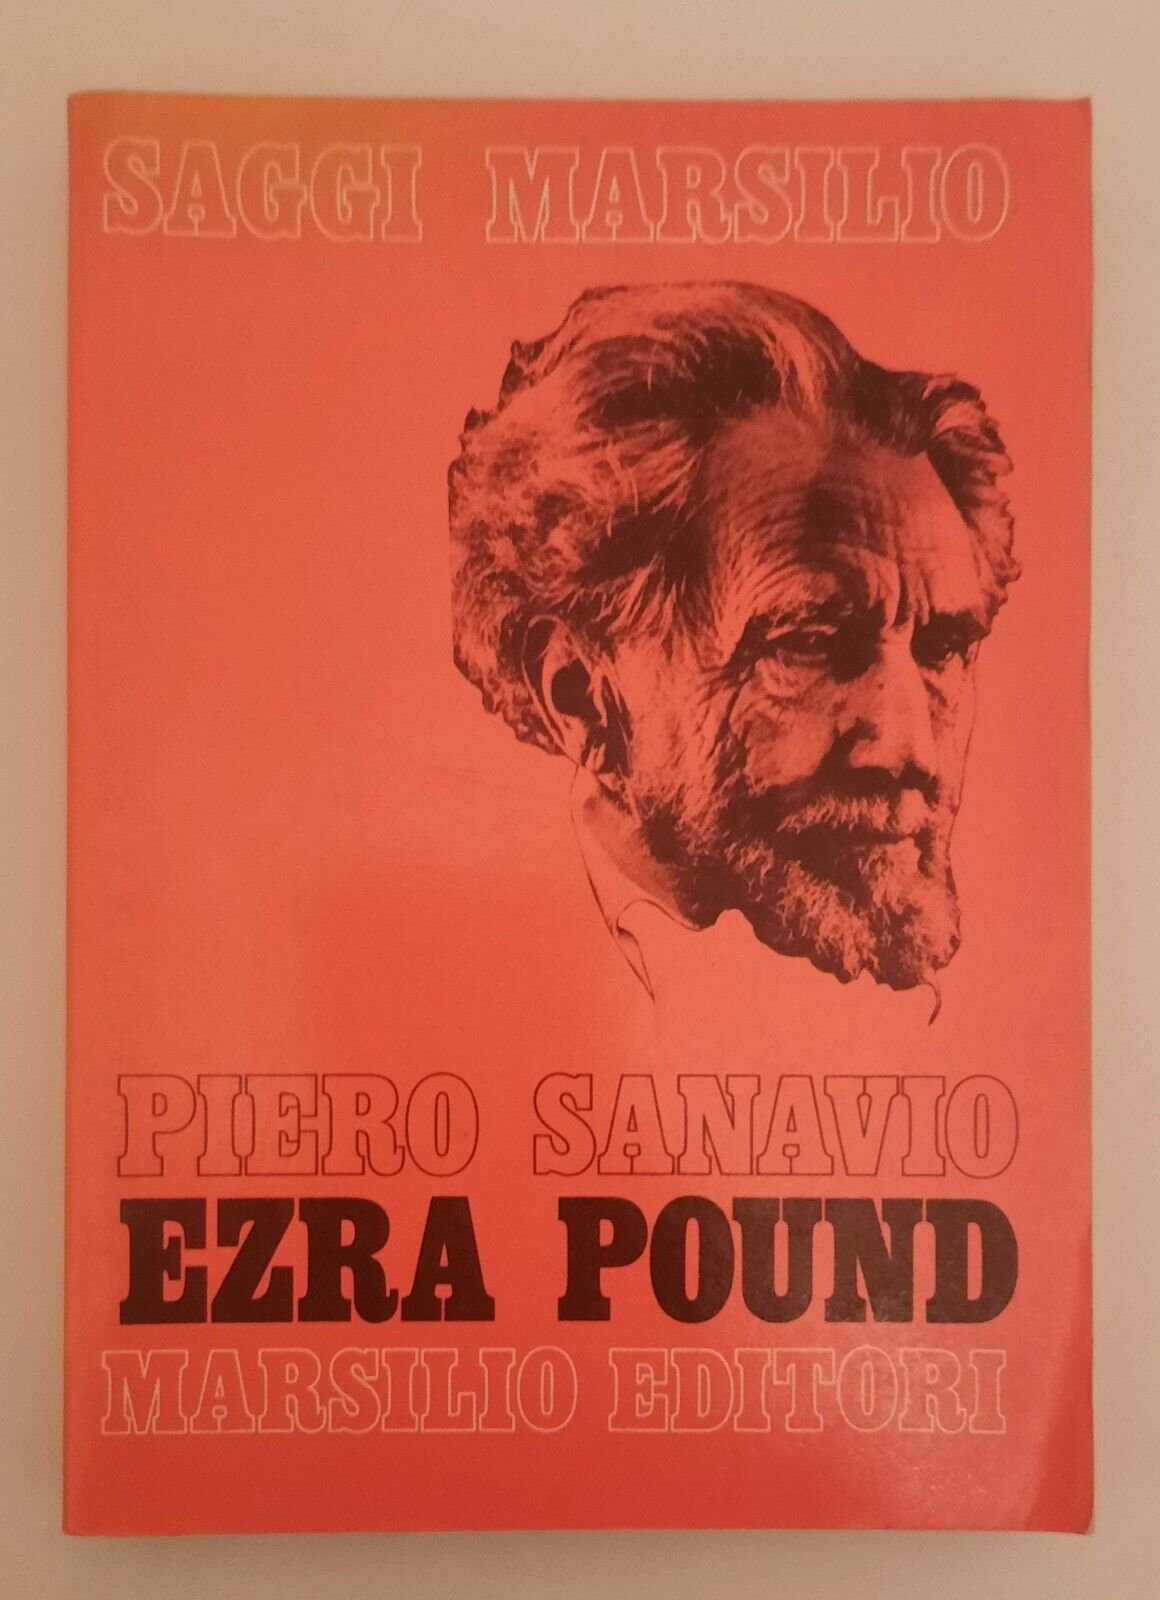 SAGGI MARSILIO
PIERO SANAVIO
EZRA POUND
MARSILIO EDITORI